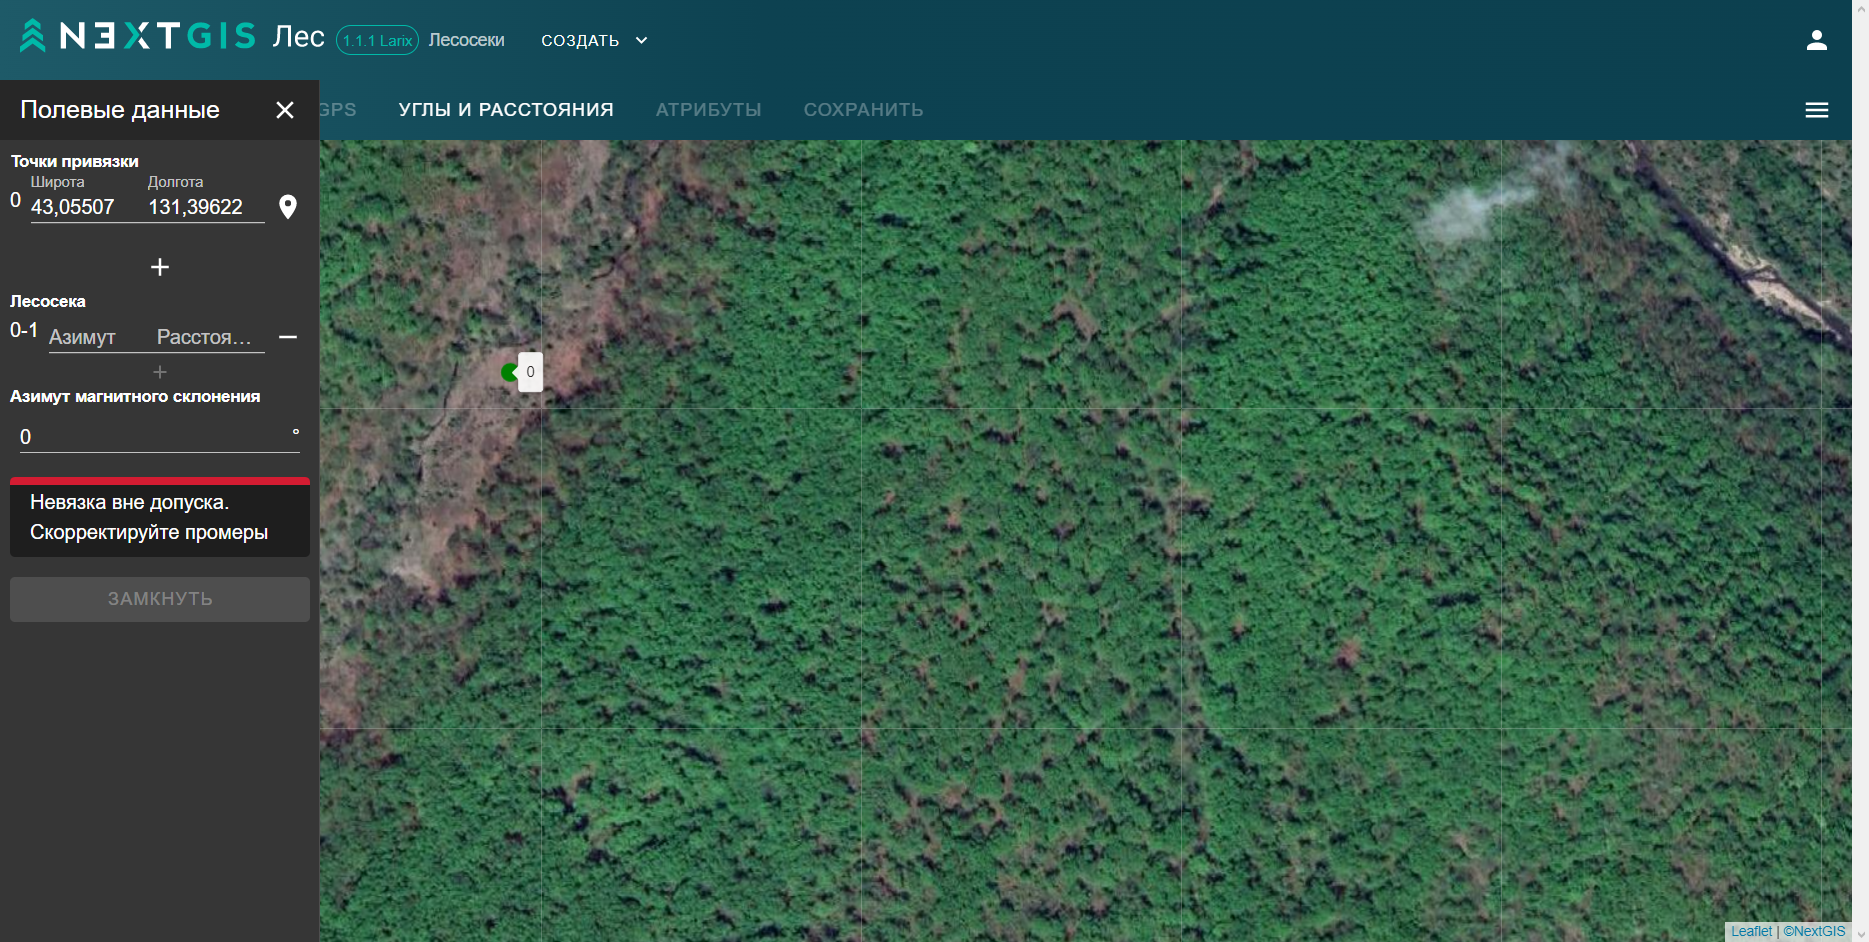 NEXTGIS Лес 1.1.1 Larix Лесосеки СОЗДАТЬ
Полевые данные
GPS УГЛЫ И РАССТОЯНИЯ АТРИБУТЫ СОХРАНИТЬ
Точки привязки
Широта Долгота
0 43,05507 131,39622
+
Лесосека
0-1 Азимут Расстоя...
+
Азимут магнитного склонения
0 °
Невязка вне допуска.
Скорректируйте промеры
ЗАМКНУТЬ
0
Leaflet | ©NextGIS